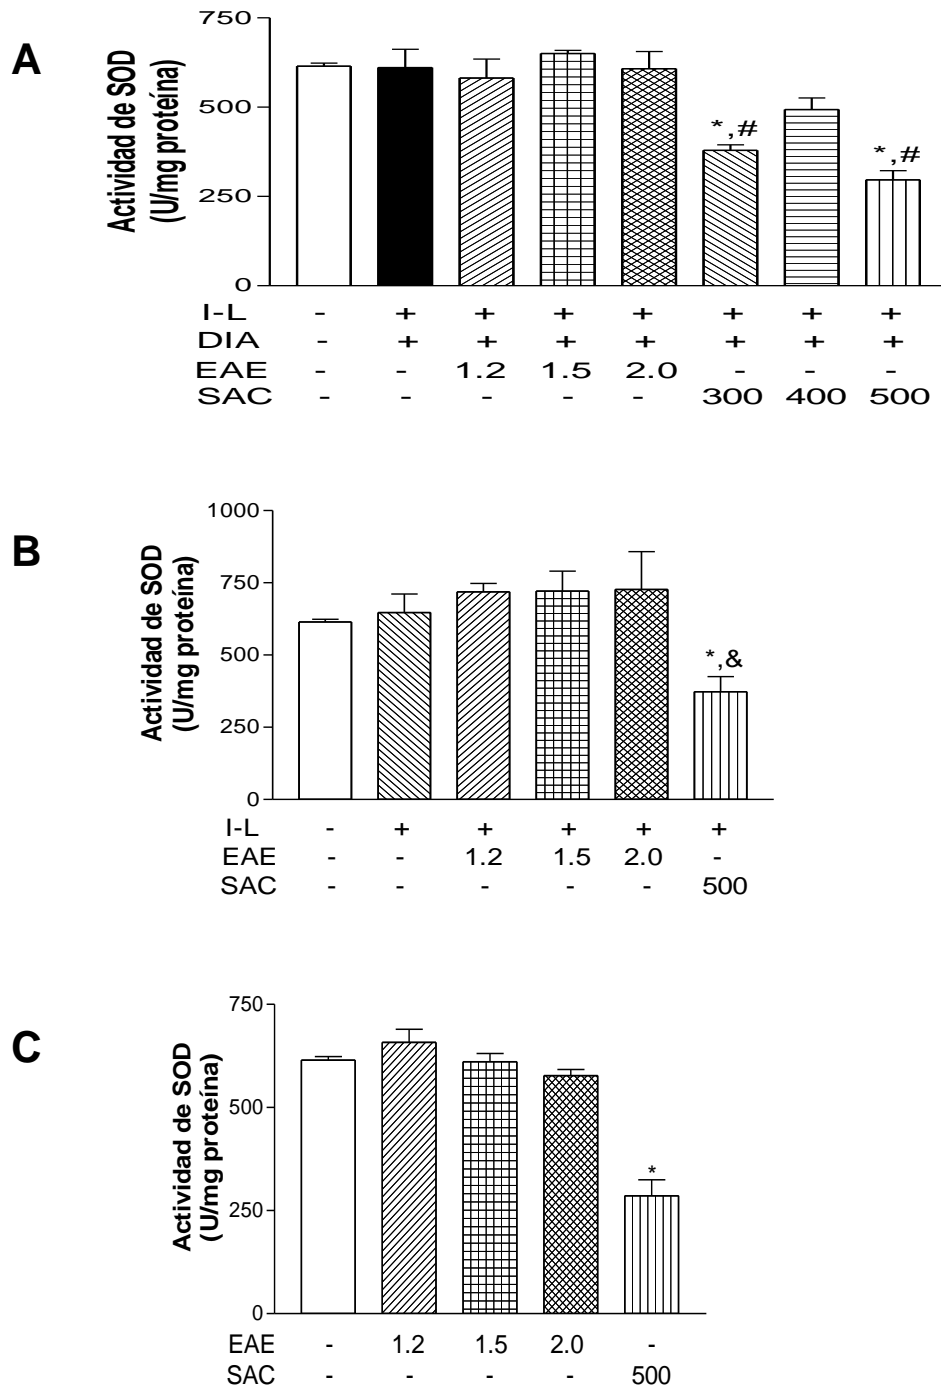 A
Actividad de SOD
(U/mg proteína)
750
500
250
0
*,#
*,#
I-L - + + + + + + +
DIA - + + + + + + +
EAE - - 1.2 1.5 2.0 - - -
SAC - - - - - 300 400 500
B
Actividad de SOD
(U/mg proteína)
1000
750
500
250
0
*,&
I-L - + + + + +
EAE - - 1.2 1.5 2.0 -
SAC - - - - - 500
C
Actividad de SOD
(U/mg proteína)
750
500
250
0
*
EAE - 1.2 1.5 2.0 -
SAC - - - - 500